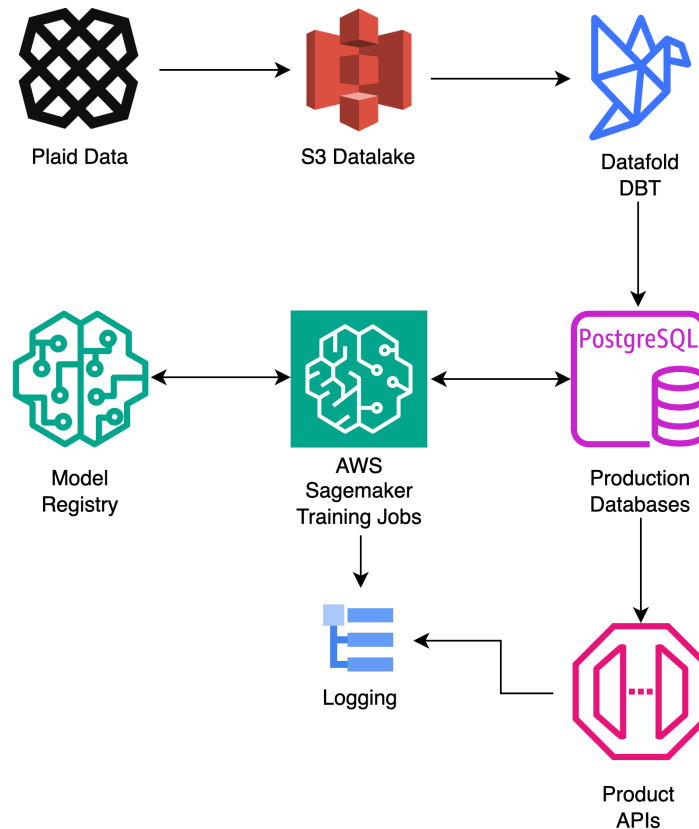 Plaid Data
S3 Datalake
Datafold
DBT
PostgreSQL
Model
Registry
AWS
Sagemaker
Training Jobs
Production
Databases
Logging
Product
APIs